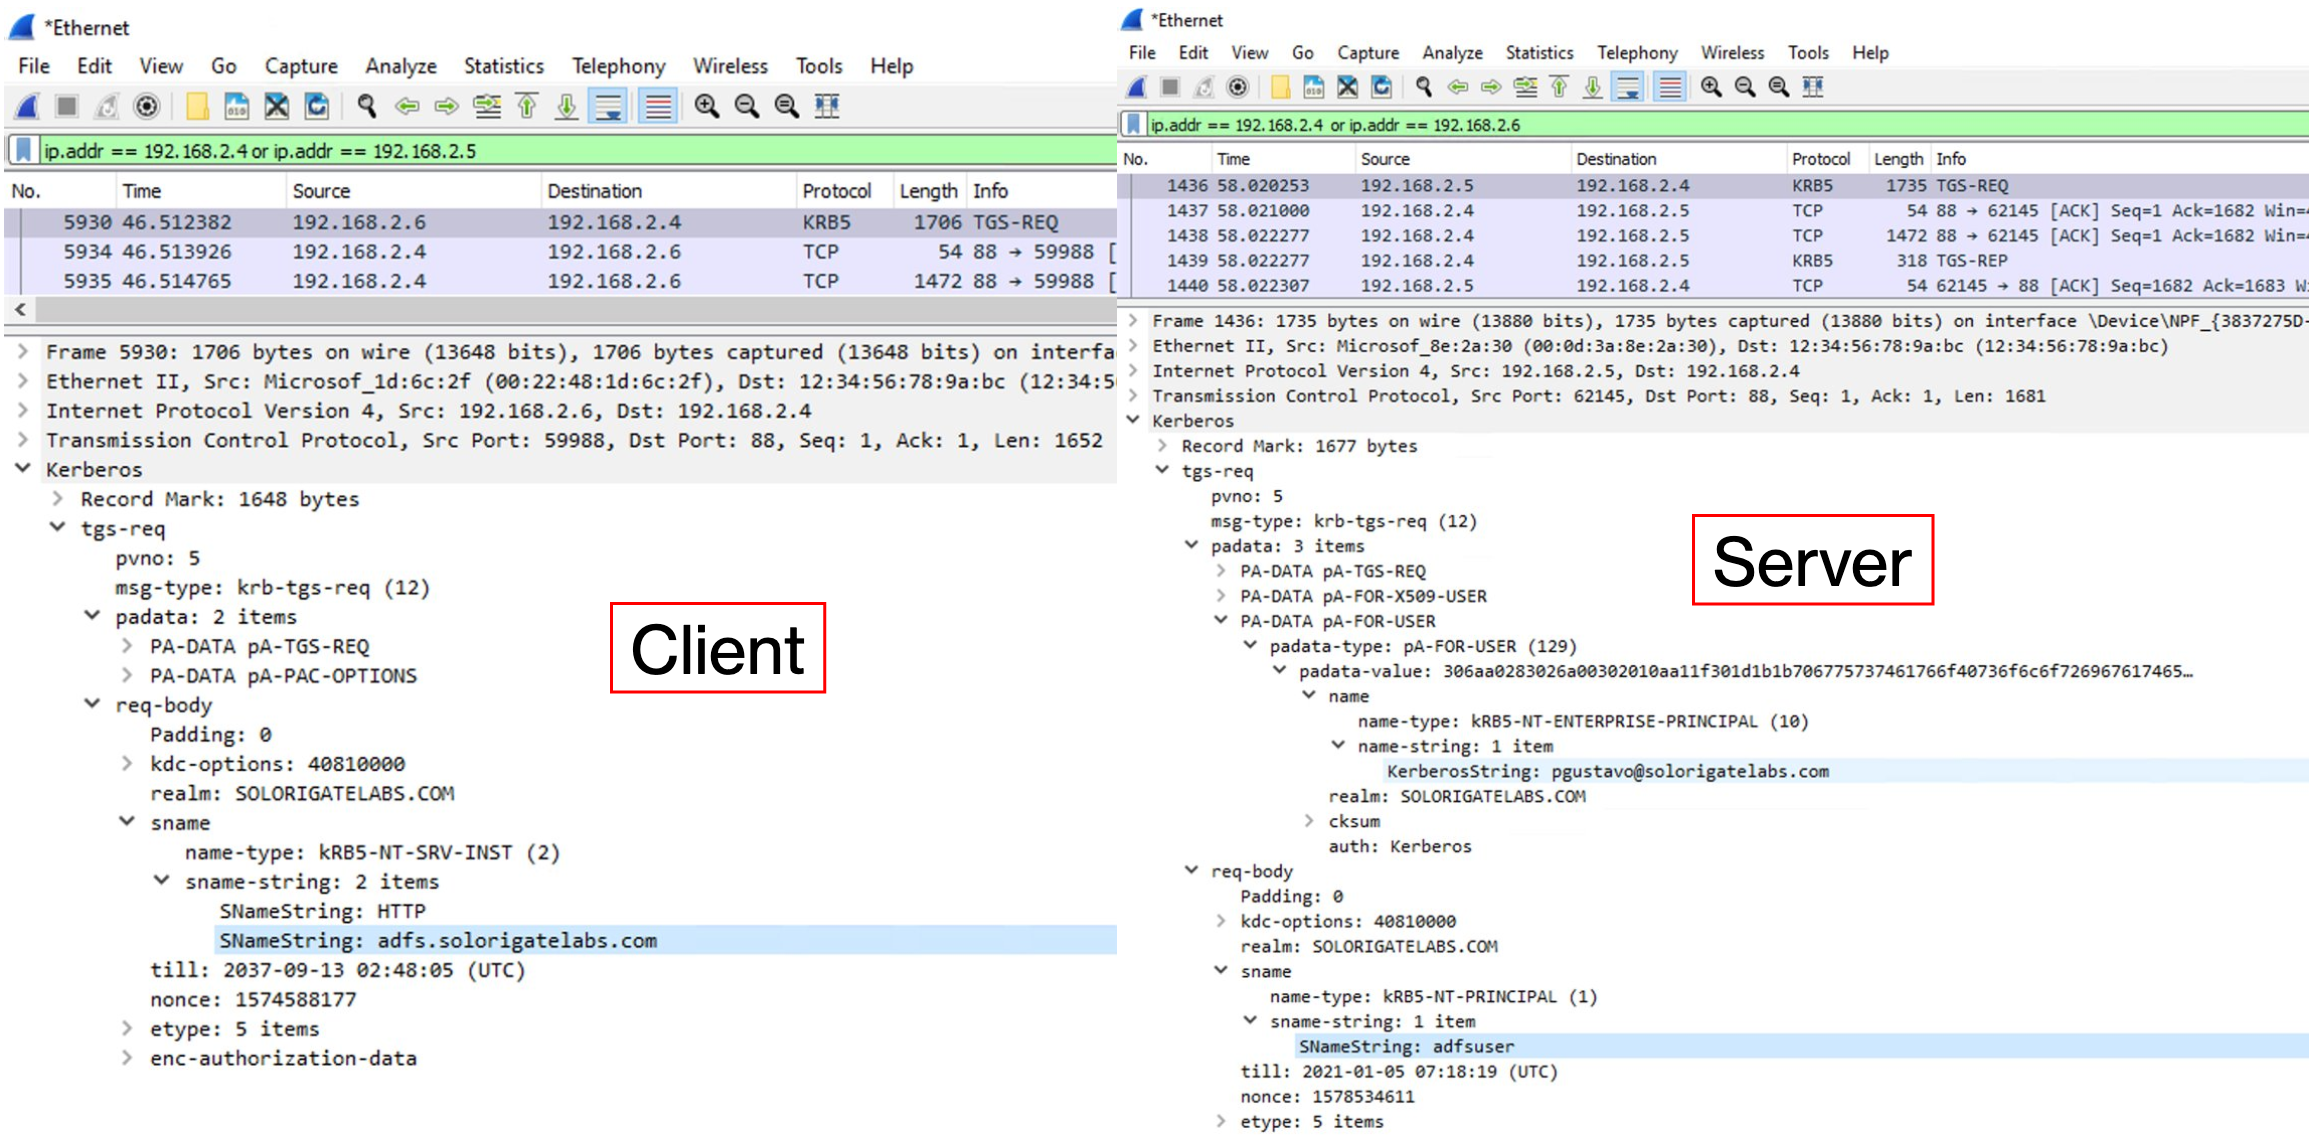 *Ethernet
File Edit View Go Capture Analyze Statistics Telephony Wireless Tools Help
ip.addr == 192.168.2.4 or ip.addr == 192.168.2.5
No. Time Source Destination Protocol Length Info
5930 46.512382 192.168.2.6 192.168.2.4 KRB5 1706 TGS-REQ
5934 46.513926 192.168.2.4 192.168.2.6 TCP 54 88 → 59988 [
5935 46.514765 192.168.2.4 192.168.2.6 TCP 1472 88 → 59988 [
Frame 5930: 1706 bytes on wire (13648 bits), 1706 bytes captured (13648 bits) on interfa
Ethernet II, Src: Microsof_1d:6c:2f (00:22:48:1d:6c:2f), Dst: 12:34:56:78:9a:bc (12:34:5
Internet Protocol Version 4, Src: 192.168.2.6, Dst: 192.168.2.4
Transmission Control Protocol, Src Port: 59988, Dst Port: 88, Seq: 1, Ack: 1, Len: 1652
Kerberos
Record Mark: 1648 bytes
tgs-req
pvno: 5
msg-type: krb-tgs-req (12)
padata: 2 items
PA-DATA pA-TGS-REQ
PA-DATA pA-PAC-OPTIONS
req-body
Padding: 0
kdc-options: 40810000
realm: SOLORIGATELABS.COM
sname
name-type: kRB5-NT-SRV-INST (2)
sname-string: 2 items
SNameString: HTTP
SNameString: adfs.solorigatelabs.com
till: 2037-09-13 02:48:05 (UTC)
nonce: 1574588177
etype: 5 items
enc-authorization-data
Client
*Ethernet
File Edit View Go Capture Analyze Statistics Telephony Wireless Tools Help
ip.addr == 192.168.2.4 or ip.addr == 192.168.2.6
No. Time Source Destination Protocol Length Info
1436 58.020253 192.168.2.5 192.168.2.4 KRB5 1735 TGS-REQ
1437 58.021000 192.168.2.4 192.168.2.5 TCP 54 88 → 62145 [ACK] Seq=1 Ack=1682 Win=
1438 58.022277 192.168.2.4 192.168.2.5 TCP 1472 88 → 62145 [ACK] Seq=1 Ack=1682 Win=
1439 58.022277 192.168.2.4 192.168.2.5 KRB5 318 TGS-REP
1440 58.022307 192.168.2.5 192.168.2.4 TCP 54 62145 → 88 [ACK] Seq=1682 Ack=1683 W
Frame 1436: 1735 bytes on wire (13880 bits), 1735 bytes captured (13880 bits) on interface \Device\NPF_{3837275D-
Ethernet II, Src: Microsof_8e:2a:30 (00:0d:3a:8e:2a:30), Dst: 12:34:56:78:9a:bc (12:34:56:78:9a:bc)
Internet Protocol Version 4, Src: 192.168.2.5, Dst: 192.168.2.4
Transmission Control Protocol, Src Port: 62145, Dst Port: 88, Seq: 1, Ack: 1, Len: 1681
Kerberos
Record Mark: 1677 bytes
tgs-req
pvno: 5
msg-type: krb-tgs-req (12)
padata: 3 items
PA-DATA pA-TGS-REQ
PA-DATA pA-FOR-X509-USER
PA-DATA pA-FOR-USER
padata-type: pA-FOR-USER (129)
padata-value: 306aa0283026a00302010aa11f301d1b1b706775737461766f40736f6c6f726967617465…
name
name-type: kRB5-NT-ENTERPRISE-PRINCIPAL (10)
name-string: 1 item
KerberosString: pgustavo@solorigatelabs.com
realm: SOLORIGATELABS.COM
cksum
auth: Kerberos
req-body
Padding: 0
kdc-options: 40810000
realm: SOLORIGATELABS.COM
sname
name-type: kRB5-NT-PRINCIPAL (1)
sname-string: 1 item
SNameString: adfsuser
till: 2021-01-05 07:18:19 (UTC)
nonce: 1578534611
etype: 5 items
Server